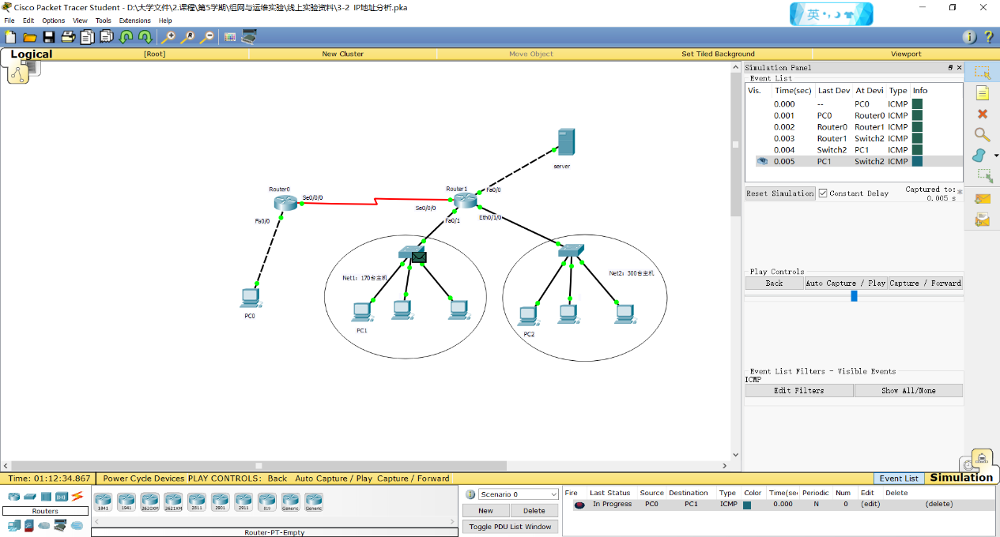 Cisco Packet Tracer Student - D:\大学文件\2.课程\第5学期\组网与运维实验\线上实验资料\3-2 IP地址分析.pka
英
File Edit Options View Tools Extensions Help
Logical [Root] New Cluster Move Object Set Tiled Background Viewport
Simulation Panel
Event List
Vis. Time(sec) Last Dev At Devi Type Info
0.000 -- PC0 ICMP
0.001 PC0 Router0 ICMP
0.002 Router0 Router1 ICMP
0.003 Router1 Switch2 ICMP
0.004 Switch2 PC1 ICMP
0.005 PC1 Switch2 ICMP
Reset Simulation Constant Delay Captured to: *
0.005 s
Play Controls
Back Auto Capture / Play Capture / Forward
Event List Filters - Visible Events
ICMP
Edit Filters Show All/None
server
Router0 Router1 Fa0/0
Se0/0/0
Se0/0/0
Fa0/0 Fa0/1 Eth0/1/0
Net1：170台主机 Net2：300台主机
PC0 PC1 PC2
Time: 01:12:34.867 Power Cycle Devices PLAY CONTROLS: Back Auto Capture / Play Capture / Forward Event List Simulation
Routers
1841 1941 2620XM 2621XM 2811 2901 2911 819 Generic Generic
Router-PT-Empty
Scenario 0
New Delete
Toggle PDU List Window
Fire Last Status Source Destination Type Color Time(sec Periodic Num Edit Delete
In Progress PC0 PC1 ICMP 0.000 N 0 (edit) (delete)